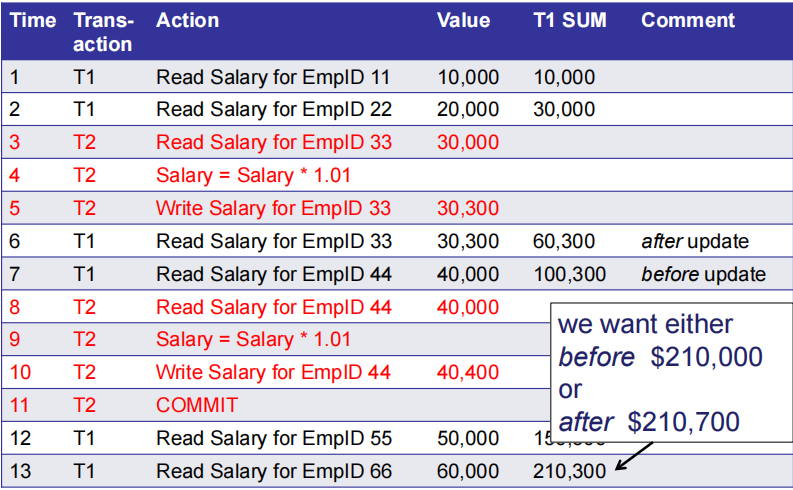 Time Trans- Action Value T1 SUM Comment
action
1 T1 Read Salary for EmpID 11 10,000 10,000
2 T1 Read Salary for EmpID 22 20,000 30,000
3 T2 Read Salary for EmpID 33 30,000
4 T2 Salary = Salary * 1.01
5 T2 Write Salary for EmpID 33 30,300
6 T1 Read Salary for EmpID 33 30,300 60,300 after update
7 T1 Read Salary for EmpID 44 40,000 100,300 before update
8 T2 Read Salary for EmpID 44 40,000
9 T2 Salary = Salary * 1.01
10 T2 Write Salary for EmpID 44 40,400
11 T2 COMMIT
we want either
before $210,000
or
after $210,700
12 T1 Read Salary for EmpID 55 50,000
13 T1 Read Salary for EmpID 66 60,000 210,300